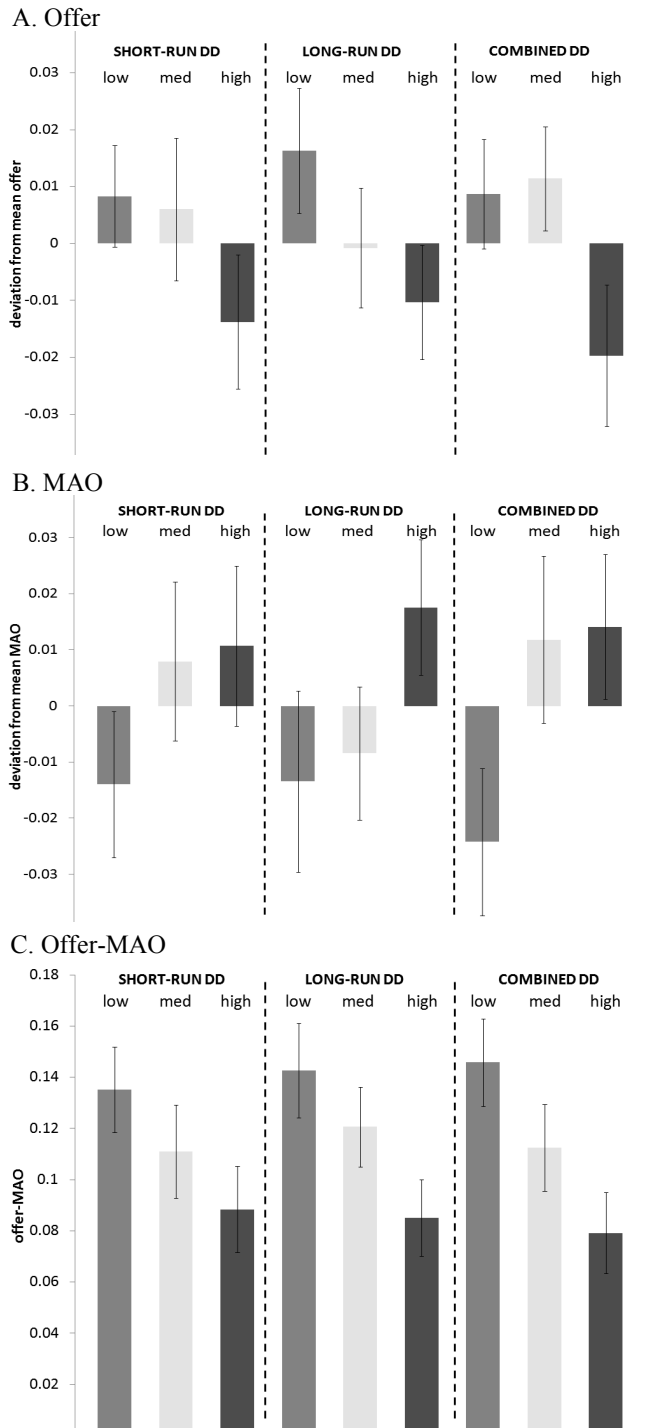 A. Offer
SHORT-RUN DD LONG-RUN DD COMBINED DD
low med high low med high low med high
0.03
0.02
0.01
0
-0.01
-0.02
-0.03
deviation from mean offer
B. MAO
SHORT-RUN DD LONG-RUN DD COMBINED DD
low med high low med high low med high
0.03
0.02
0.01
0
-0.01
-0.02
-0.03
deviation from mean MAO
C. Offer-MAO
0.18
SHORT-RUN DD LONG-RUN DD COMBINED DD
low med high low med high low med high
0.16
0.14
0.12
0.1
0.08
0.06
0.04
0.02
offer-MAO